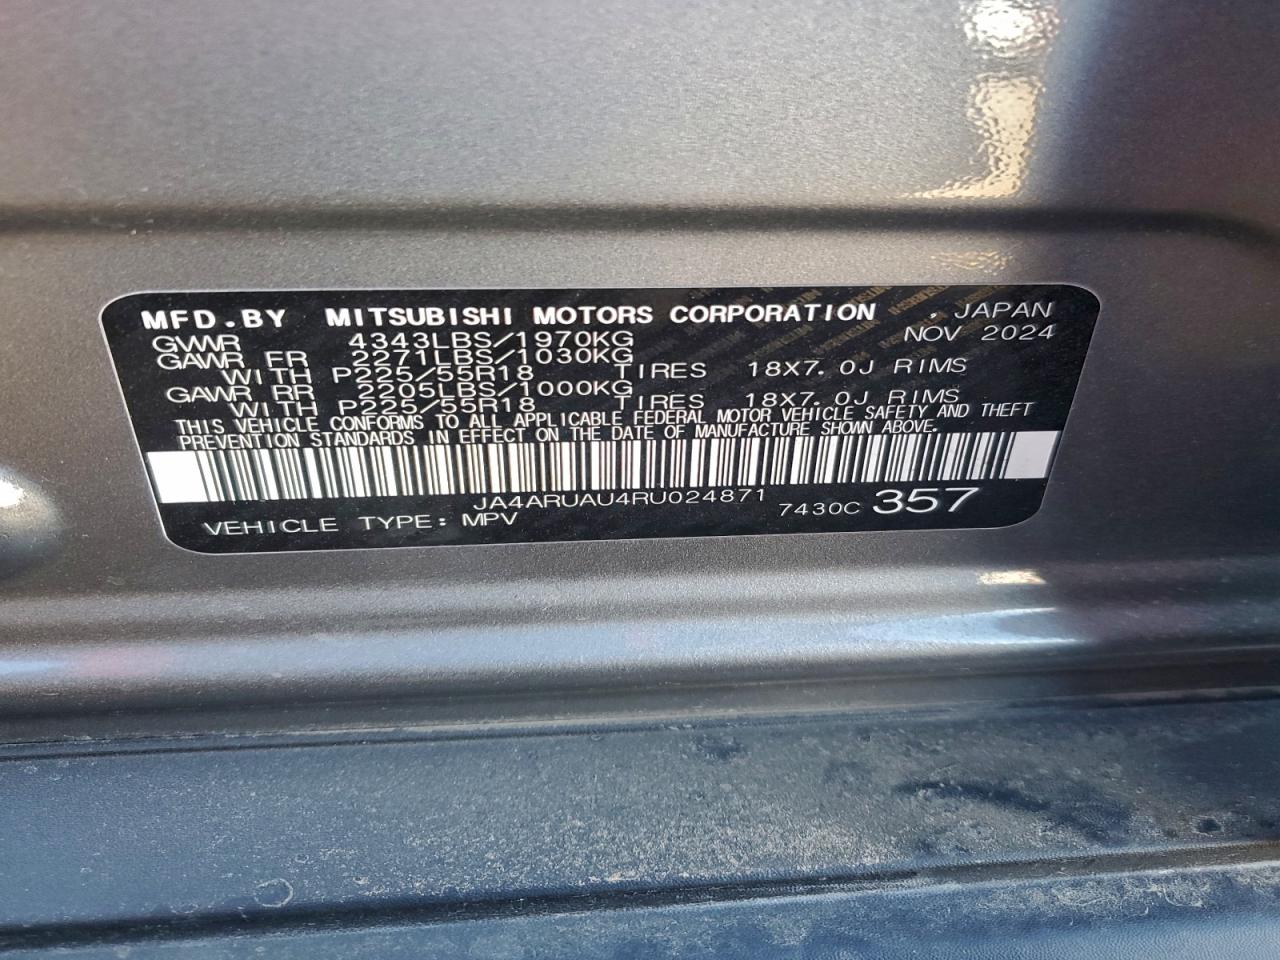 MFD.BY MITSUBISHI MOTORS CORPORATION , JAPAN
GVWR 4343LBS/1970KG NOV 2024
GAWR FR 2271LBS/1030KG
WITH P225/55R18 TIRES 18X7.0J RIMS
GAWR RR 2205LBS/1000KG
WITH P225/55R18 TIRES 18X7.0J RIMS
THIS VEHICLE CONFORMS TO ALL APPLICABLE FEDERAL MOTOR VEHICLE SAFETY AND THEFT
PREVENTION STANDARDS IN EFFECT ON THE DATE OF MANUFACTURE SHOWN ABOVE.
JA4ARUAU4RU024871
VEHICLE TYPE: MPV 7430C 357